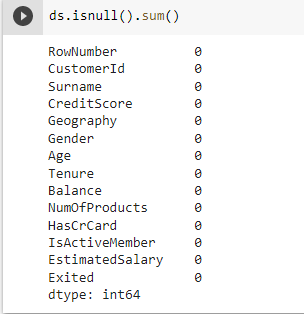 ds.isnull().sum()
RowNumber 0
CustomerId 0
Surname 0
CreditScore 0
Geography 0
Gender 0
Age 0
Tenure 0
Balance 0
NumOfProducts 0
HasCrCard 0
IsActiveMember 0
EstimatedSalary 0
Exited 0
dtype: int64